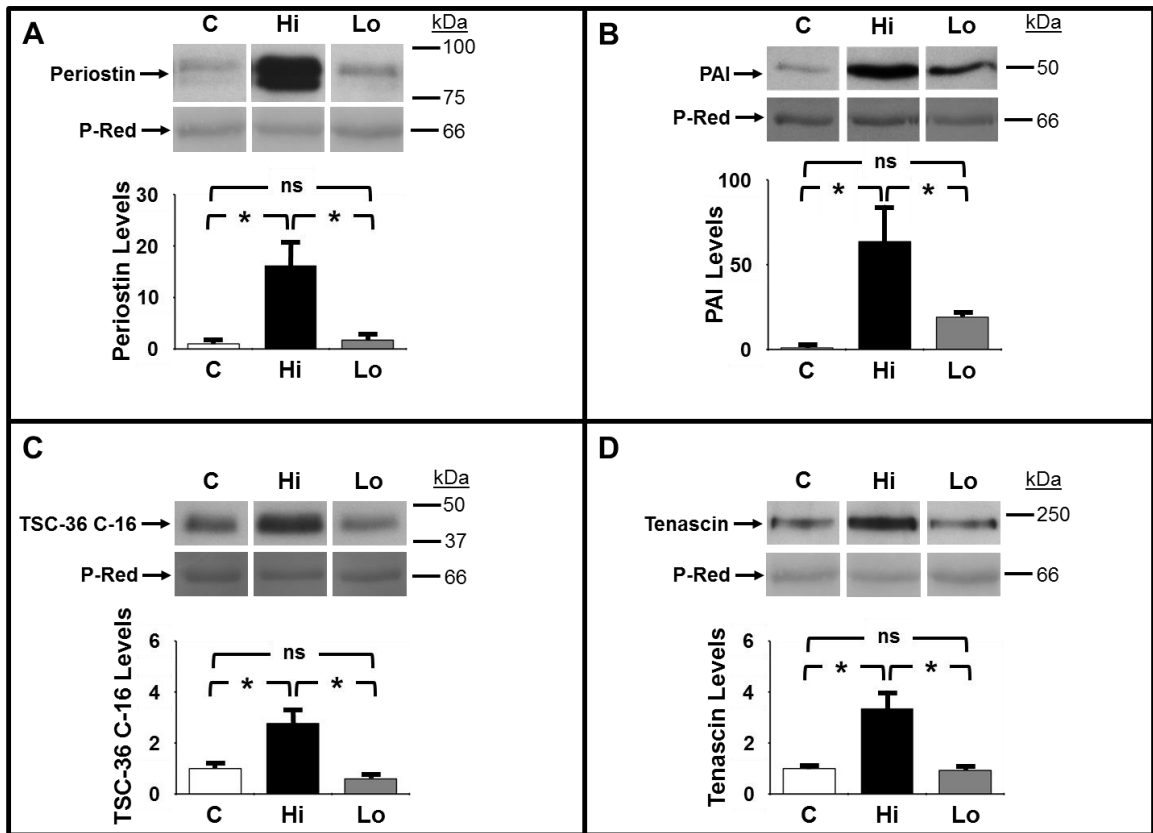 A
C Hi Lo kDa
Periostin 100
75
P-Red 66
ns
* *
Periostin Levels
30
20
10
0
C Hi Lo
B
C Hi Lo kDa
PAI 50
P-Red 66
ns
* *
PAI Levels
100
50
0
C Hi Lo
C
C Hi Lo kDa
TSC-36 C-16 50
37
P-Red 66
ns
* *
TSC-36 C-16 Levels
6
4
2
0
C Hi Lo
D
C Hi Lo kDa
Tenascin 250
P-Red 66
ns
* *
Tenascin Levels
6
4
2
0
C Hi Lo